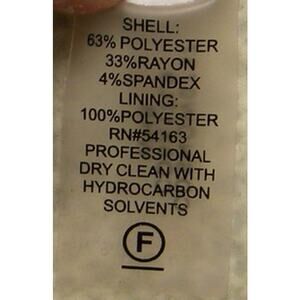 SHELL:
63% POLYESTER
33%RAYON
4%SPANDEX
LINING:
100%POLYESTER
RN#54163
PROFESSIONAL
DRY CLEAN WITH
HYDROCARBON
SOLVENTS
F